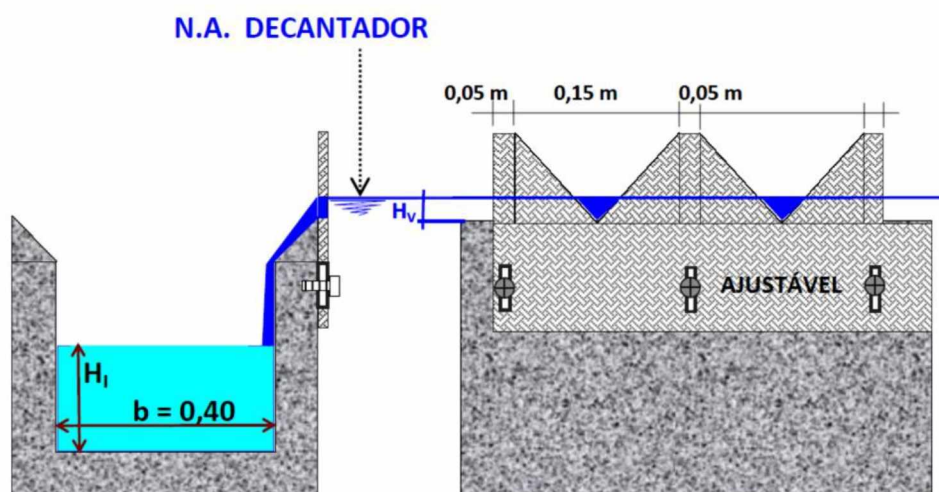 N.A. DECANTADOR
0,05 m 0,15 m 0,05 m
Hv
AJUSTÁVEL
HI
b = 0,40